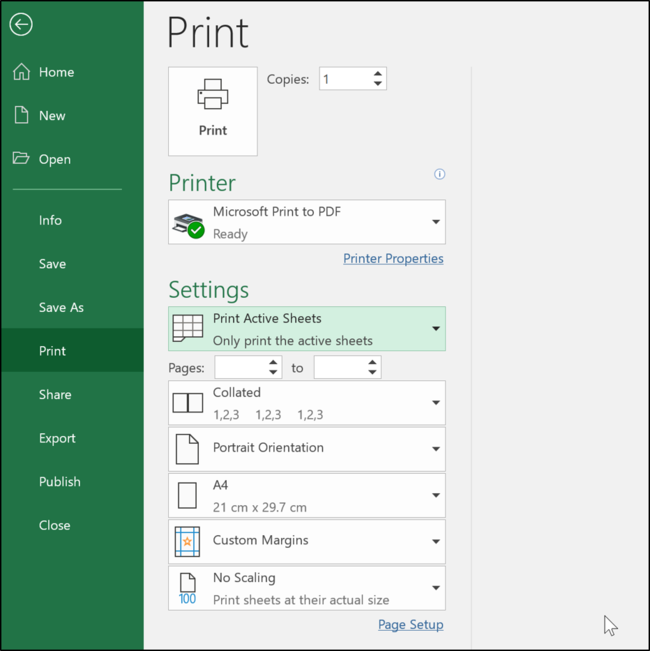 Print
Home
New
Open
Info
Save
Save As
Print
Share
Export
Publish
Close
Print
Copies: 1
Printer
Microsoft Print to PDF
Ready
Printer Properties
Settings
Print Active Sheets
Only print the active sheets
Pages: to
Collated
1,2,3 1,2,3 1,2,3
Portrait Orientation
A4
21 cm x 29.7 cm
Custom Margins
No Scaling
100
Print sheets at their actual size
Page Setup